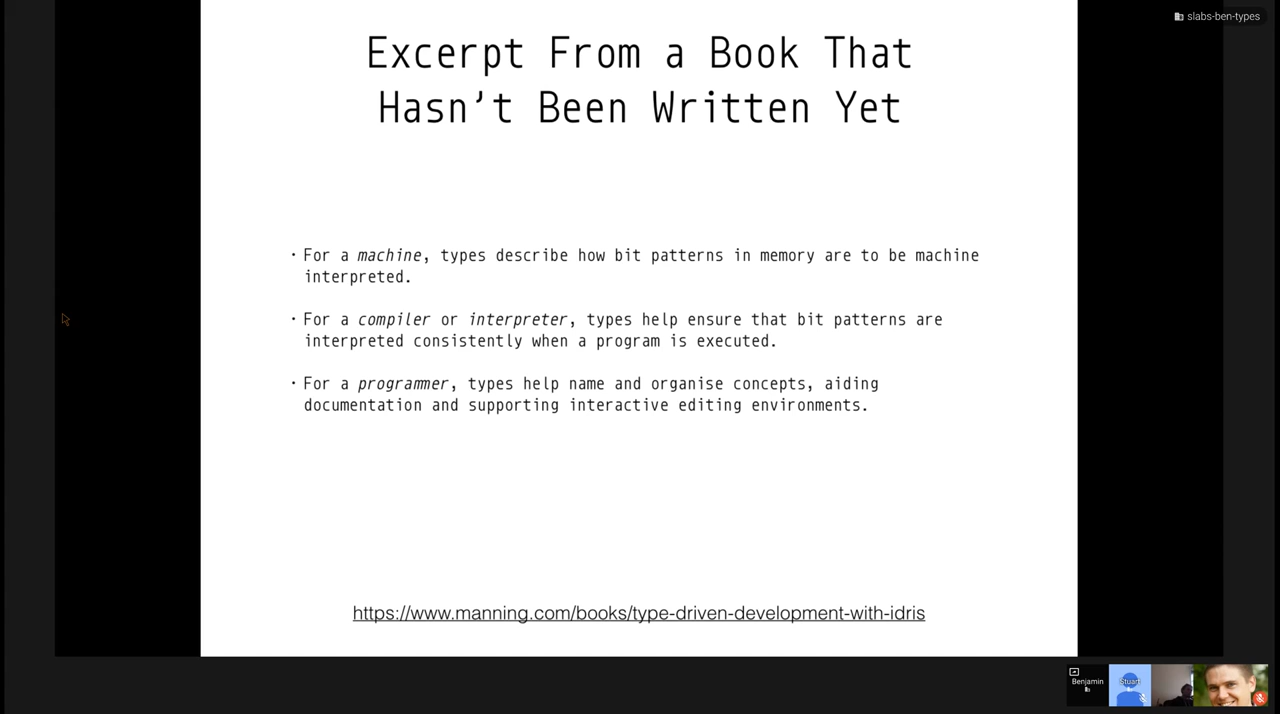 slabs-ben-types
Excerpt From a Book That
Hasn't Been Written Yet
· For a machine, types describe how bit patterns in memory are to be machine
interpreted.
· For a compiler or interpreter, types help ensure that bit patterns are
interpreted consistently when a program is executed.
· For a programmer, types help name and organise concepts, aiding
documentation and supporting interactive editing environments.
https://www.manning.com/books/type-driven-development-with-idris
Benjamin
Stuart